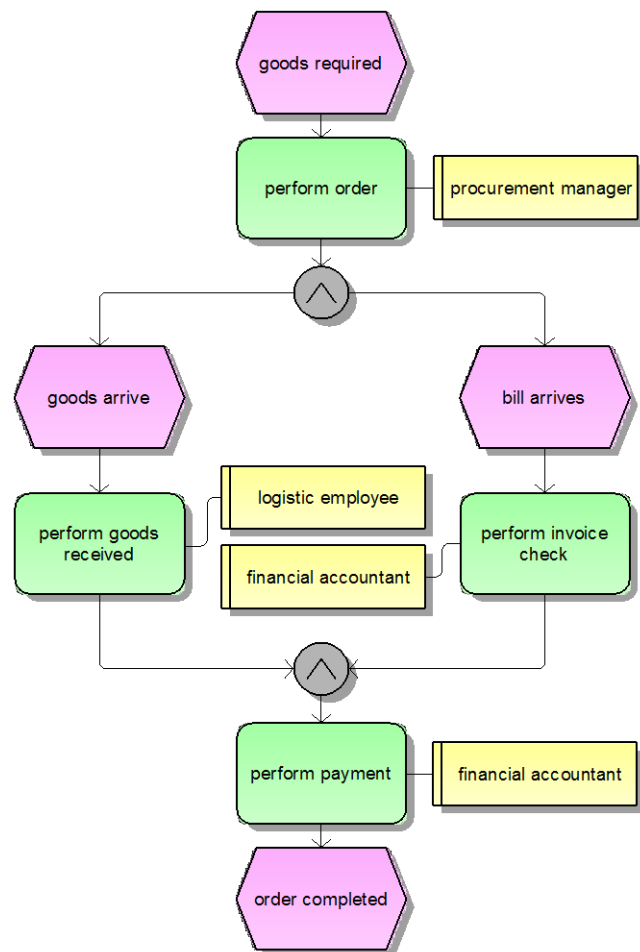 goods required
perform order
procurement manager
goods arrive
bill arrives
logistic employee
perform goods
received
financial accountant
perform invoice
check
perform payment
financial accountant
order completed